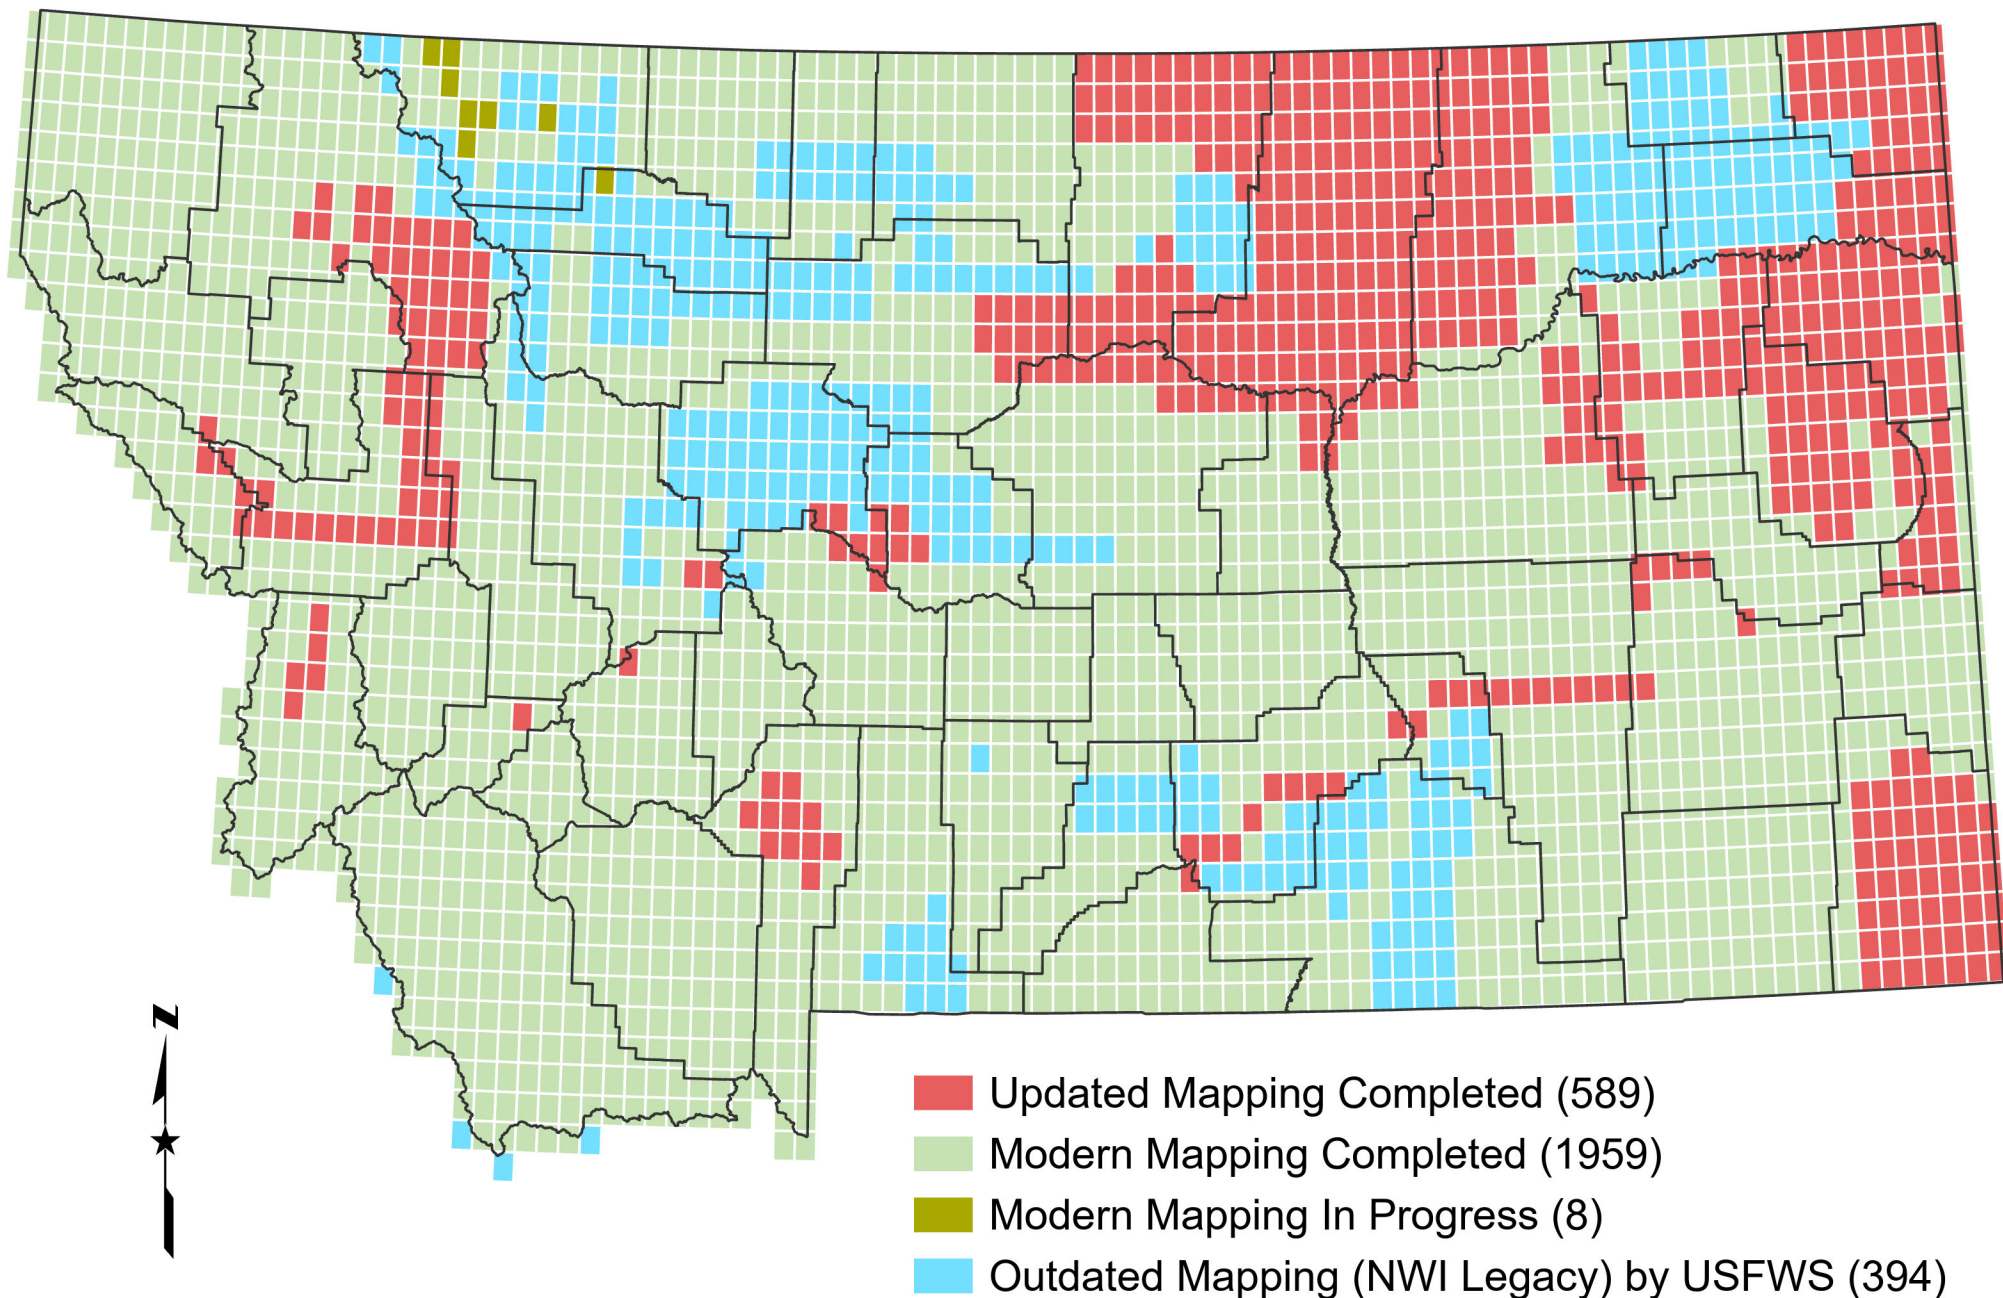 N
Updated Mapping Completed (589)
Modern Mapping Completed (1959)
Modern Mapping In Progress (8)
Outdated Mapping (NWI Legacy) by USFWS (394)